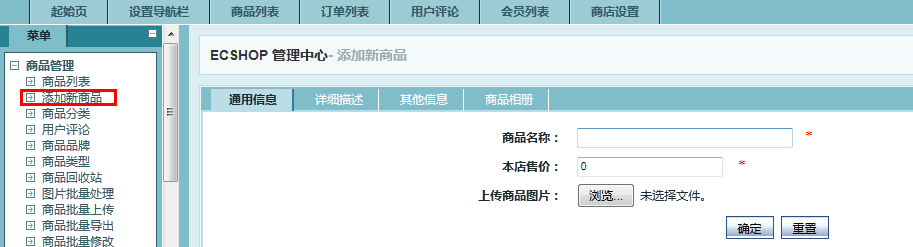 起始页 设置导航栏 商品列表 订单列表 用户评论 会员列表 商店设置
菜单
商品管理
商品列表
添加新商品
商品分类
用户评论
商品品牌
商品类型
商品回收站
图片批量处理
商品批量上传
商品批量导出
商品批量修改
ECSHOP 管理中心- 添加新商品
通用信息 详细描述 其他信息 商品相册
商品名称： *
本店售价： 0 *
上传商品图片： 浏览... 未选择文件。
确定 重置